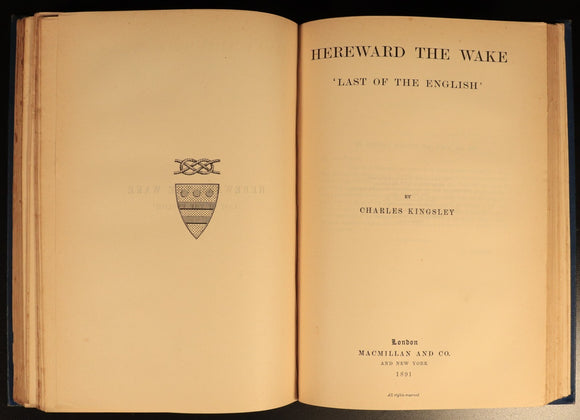 HEREWARD THE WAKE
'LAST OF THE ENGLISH'
BY
CHARLES KINGSLEY
London
MACMILLAN AND CO.
AND NEW YORK
1891
All rights reserved